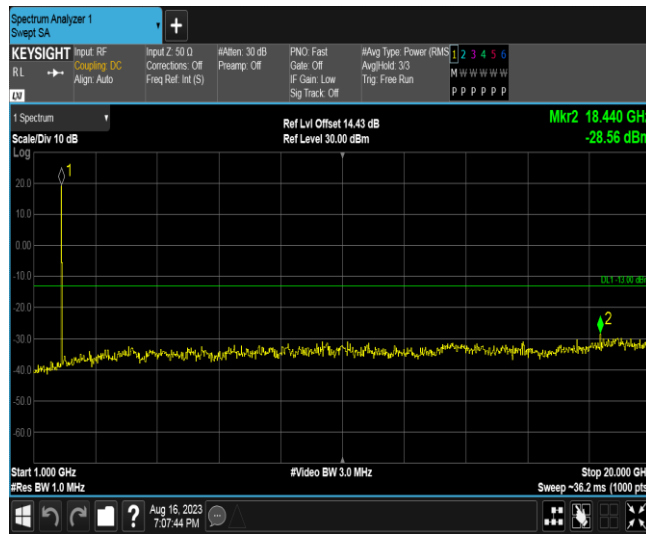 Spectrum Analyzer 1
Swept SA
KEYSIGHT
RL
LXI
Input: RF
Coupling: DC
Align: Auto
Input Z: 50 Ω
Corrections: Off
Freq Ref: Int (S)
#Atten: 30 dB
Preamp: Off
PNO: Fast
Gate: Off
IF Gain: Low
Sig Track: Off
#Avg Type: Power (RMS
Avg|Hold: 3/3
Trig: Free Run
1 2 3 4 5 6
M W W W W W
P P P P P P
1 Spectrum
Scale/Div 10 dB
Log
Ref Lvl Offset 14.43 dB
Ref Level 30.00 dBm
Mkr2 18.440 GHz
-28.56 dBm
1
20.0
10.0
0.00
-10.0
DL1 -13.00 dBm
-20.0
2
-30.0
-40.0
-50.0
-60.0
Start 1.000 GHz
#Res BW 1.0 MHz
#Video BW 3.0 MHz
Stop 20.000 GHz
Sweep ~36.2 ms (1000 pts)
?
Aug 16, 2023
7:07:44 PM